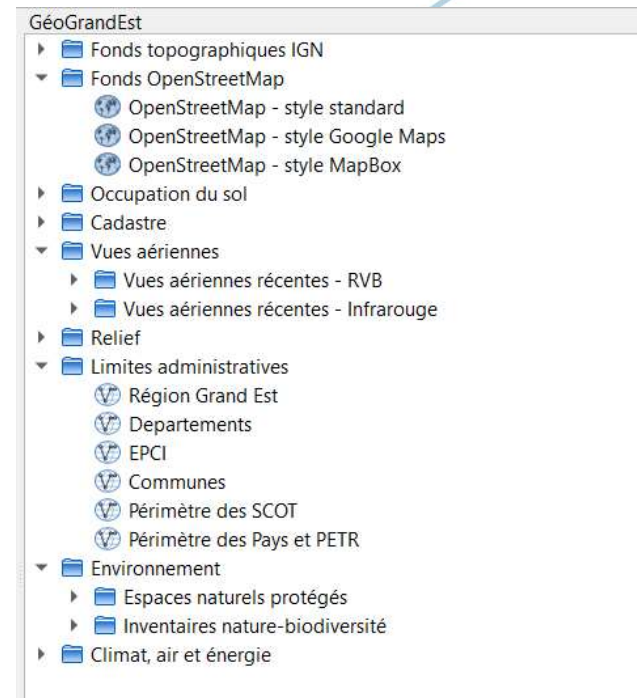 GéoGrandEst
Fonds topographiques IGN
Fonds OpenStreetMap
OpenStreetMap - style standard
OpenStreetMap - style Google Maps
OpenStreetMap - style MapBox
Occupation du sol
Cadastre
Vues aériennes
Vues aériennes récentes - RVB
Vues aériennes récentes - Infrarouge
Relief
Limites administratives
Région Grand Est
Departements
EPCI
Communes
Périmètre des SCOT
Périmètre des Pays et PETR
Environnement
Espaces naturels protégés
Inventaires nature-biodiversité
Climat, air et énergie